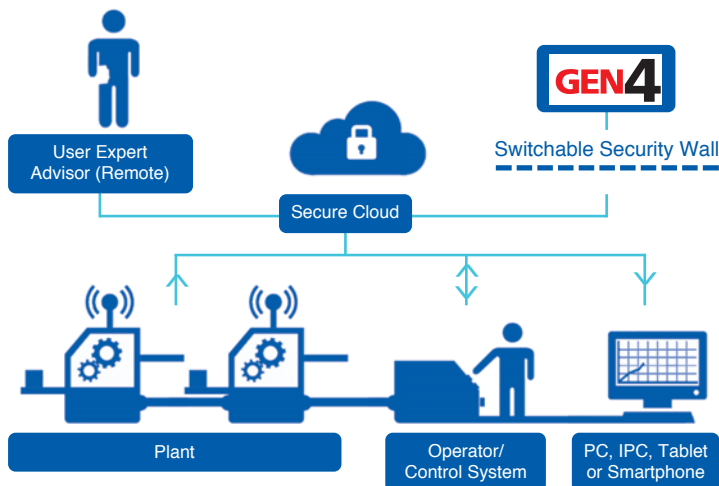 GEN4
User Expert
Advisor (Remote)
Switchable Security Wall
Secure Cloud
Plant
Operator/
Control System
PC, IPC, Tablet
or Smartphone